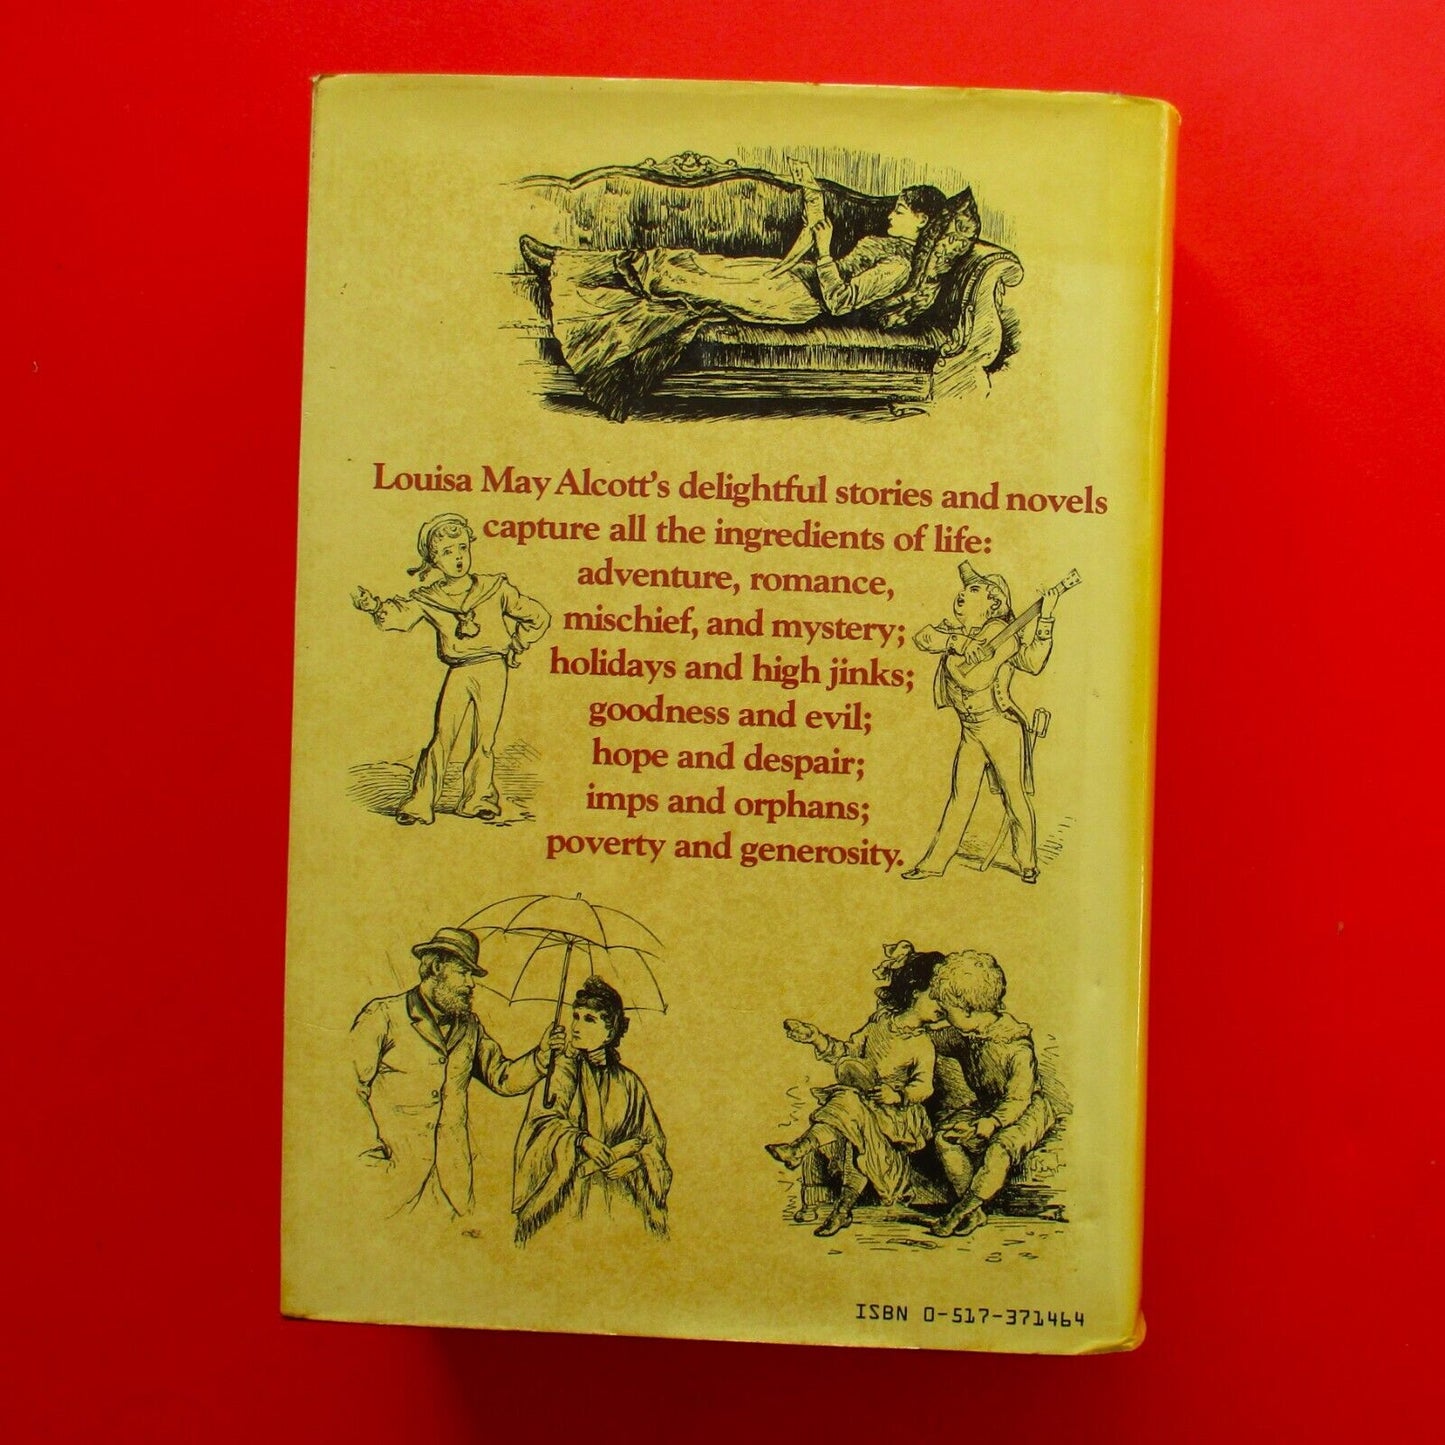 Louisa May Alcott's delightful stories and novels
capture all the ingredients of life:
adventure, romance,
mischief, and mystery;
holidays and high jinks;
goodness and evil;
hope and despair;
imps and orphans;
poverty and generosity.
ISBN 0-517-371464